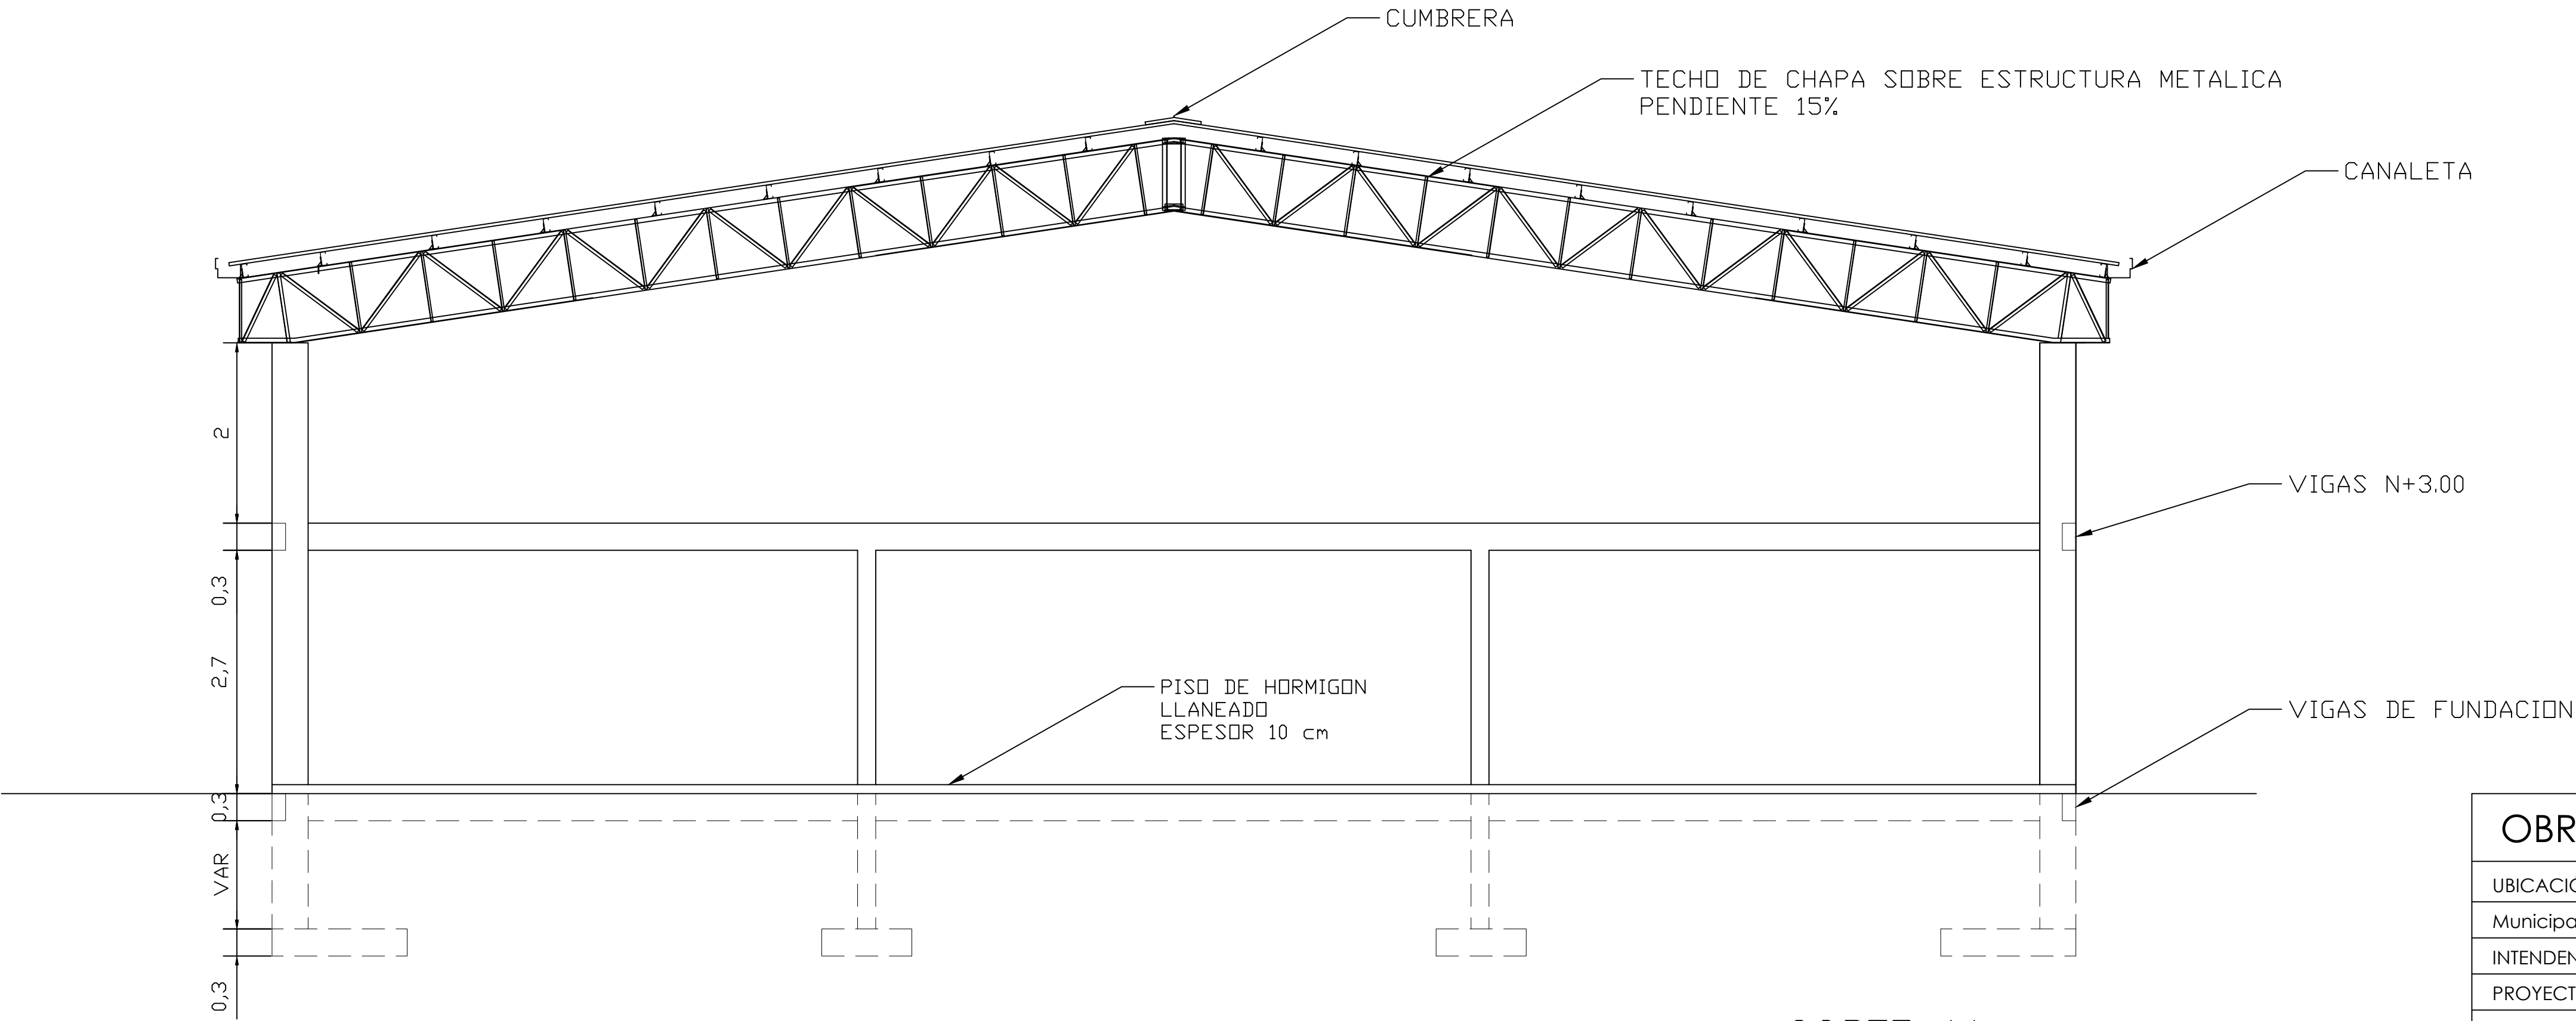 CUMBRERA
TECHO DE CHAPA SOBRE ESTRUCTURA METALICA
PENDIENTE 15%
CANALETA
2
VIGAS N+3.00
0,3
2,7
PISO DE HORMIGON
LLANEADO
ESPESOR 10 cm
VIGAS DE FUNDACION
0,3
VAR
0,3
OBR
UBICACIÓ
Municipa
INTENDEN
PROYECT